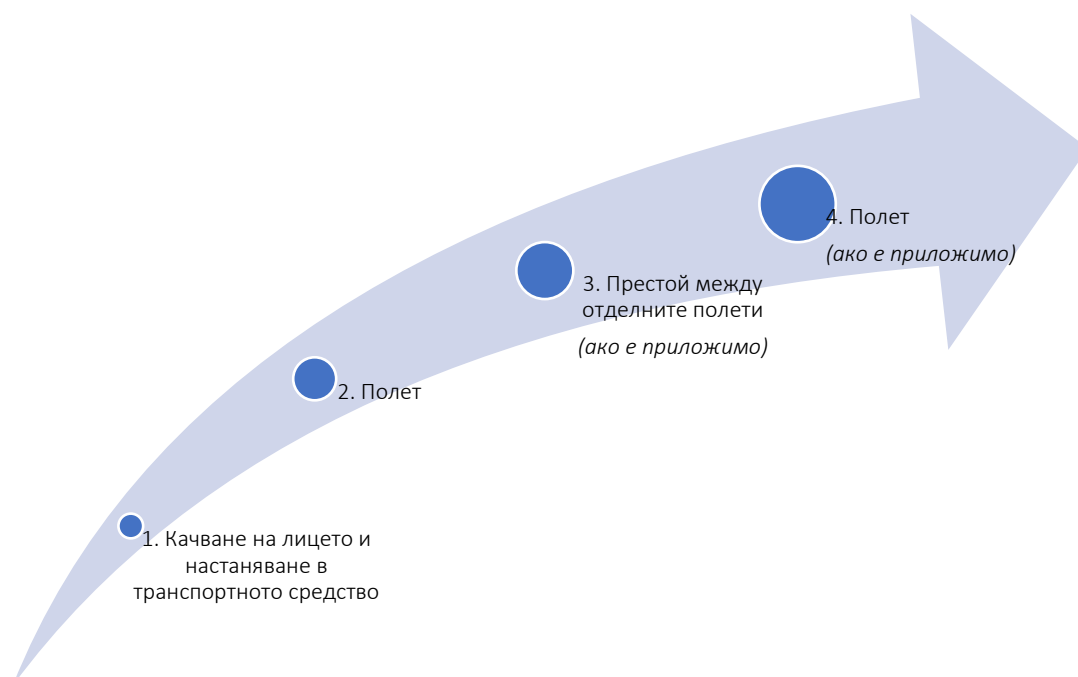 1. Качване на лицето и
настаняване в
транспортното средство
2. Полет
3. Престой между
отделните полети
(ако е приложимо)
4. Полет
(ако е приложимо)